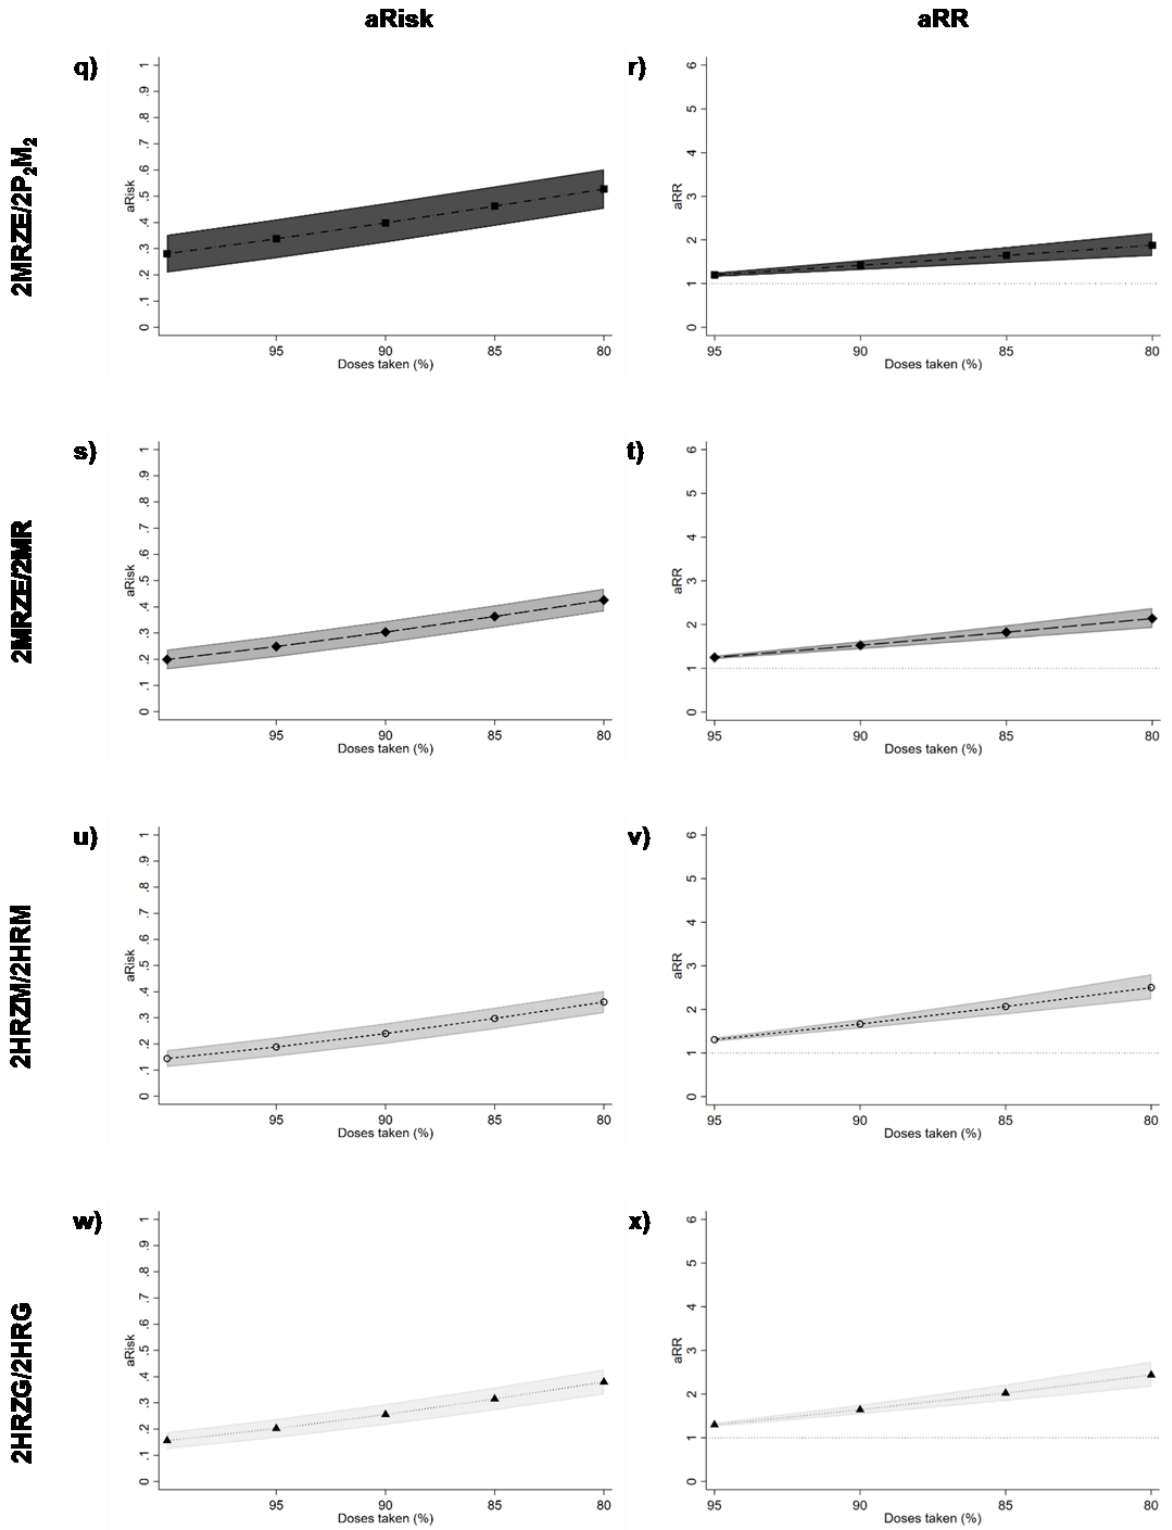 aRisk aRR
q) r)
2MRZE/2P₂M₂
aRisk
1
.9
.8
.7
.6
.5
.4
.3
.2
.1
0
95 90 85 80
Doses taken (%)
aRR
6
5
4
3
2
1
0
95 90 85 80
Doses taken (%)
s) t)
2MRZE/2MR
aRisk
1
.9
.8
.7
.6
.5
.4
.3
.2
.1
0
95 90 85 80
Doses taken (%)
aRR
6
5
4
3
2
1
0
95 90 85 80
Doses taken (%)
u) v)
2HRZM/2HRM
aRisk
1
.9
.8
.7
.6
.5
.4
.3
.2
.1
0
95 90 85 80
Doses taken (%)
aRR
6
5
4
3
2
1
0
95 90 85 80
Doses taken (%)
w) x)
2HRZG/2HRG
aRisk
1
.9
.8
.7
.6
.5
.4
.3
.2
.1
0
95 90 85 80
Doses taken (%)
aRR
6
5
4
3
2
1
0
95 90 85 80
Doses taken (%)